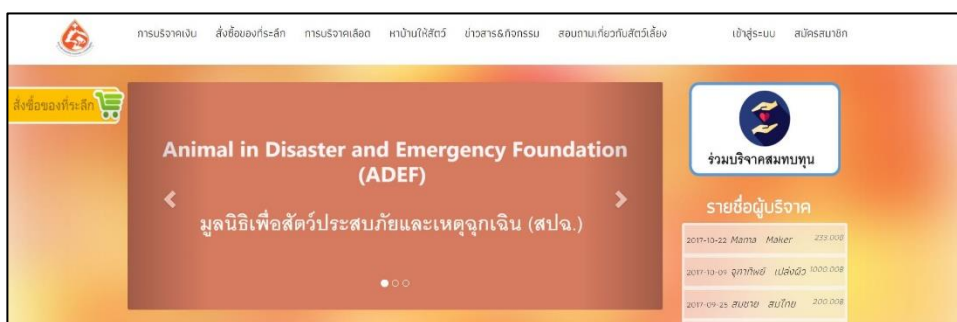 การบริจาคเงิน สั่งซื้อของที่ระลึก การบริจาคเลือด หาบ้านให้สัตว์ ข่าวสาร&กิจกรรม สอบถามเกี่ยวกับสัตว์เลี้ยง เข้าสู่ระบบ สมัครสมาชิก
สั่งซื้อของที่ระลึก
Animal in Disaster and Emergency Foundation
(ADEF)
มูลนิธิเพื่อสัตว์ประสบภัยและเหตุฉุกเฉิน (สปฉ.)
ร่วมบริจาคสมทบทุน
รายชื่อผู้บริจาค
2017-10-22 Mama Maker 233.00฿
2017-10-09 จุฑาทิพย์ เปล่งผิว 1000.00฿
2017-09-25 สมชาย สมไทย 200.00฿